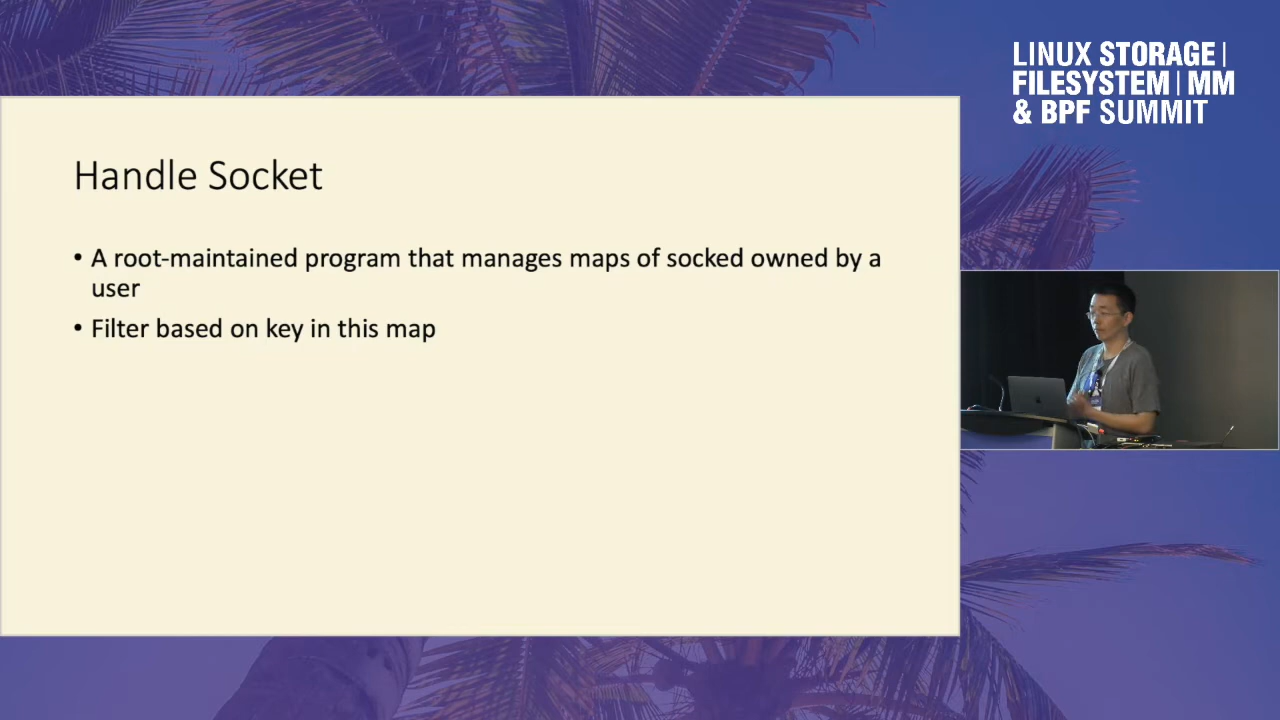 LINUX STORAGE |
FILESYSTEM | MM
& BPF SUMMIT
Handle Socket
• A root-maintained program that manages maps of socked owned by a
user
• Filter based on key in this map